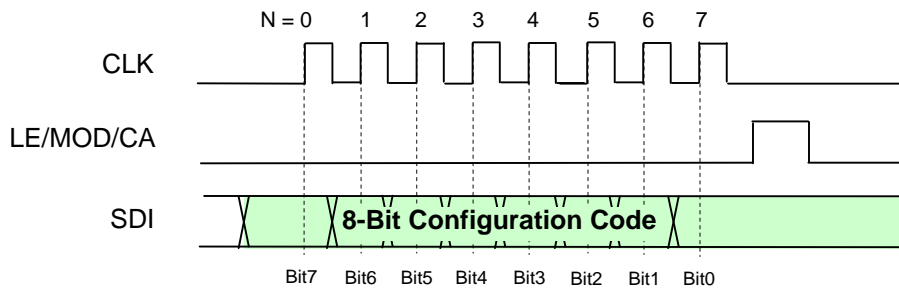 N = 0 1 2 3 4 5 6 7
CLK
LE/MOD/CA
SDI
8-Bit Configuration Code
Bit7 Bit6 Bit5 Bit4 Bit3 Bit2 Bit1 Bit0